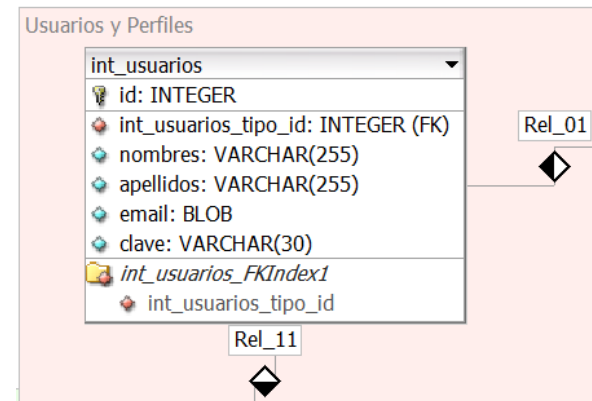 Usuarios y Perfiles
int_usuarios
id: INTEGER
int_usuarios_tipo_id: INTEGER (FK)
Rel_01
nombres: VARCHAR(255)
apellidos: VARCHAR(255)
email: BLOB
clave: VARCHAR(30)
int_usuarios_FKIndex1
int_usuarios_tipo_id
Rel_11